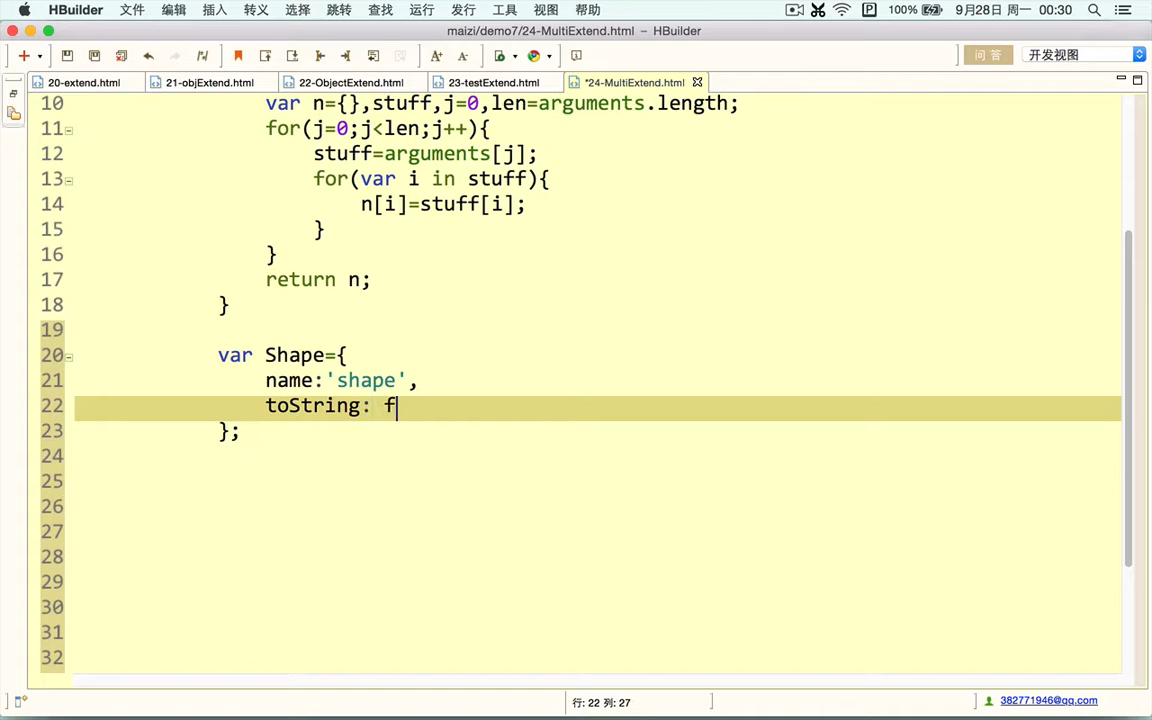 HBuilder 文件 编辑 插入 转义 选择 跳转 查找 运行 发行 工具 视图 帮助 100% 9月28日 周一 00:30
maizi/demo7/24-MultiExtend.html – HBuilder
问 答 开发视图
20-extend.html 21-objExtend.html 22-ObjectExtend.html 23-testExtend.html *24-MultiExtend.html
10 var n={},stuff,j=0,len=arguments.length;
11 for(j=0;j<len;j++){
12 stuff=arguments[j];
13 for(var i in stuff){
14 n[i]=stuff[i];
15 }
16 }
17 return n;
18 }
19
20 var Shape={
21 name:'shape',
22 toString: f
23 };
24
25
26
27
28
29
30
31
32
行: 22 列: 27 382771946@qq.com